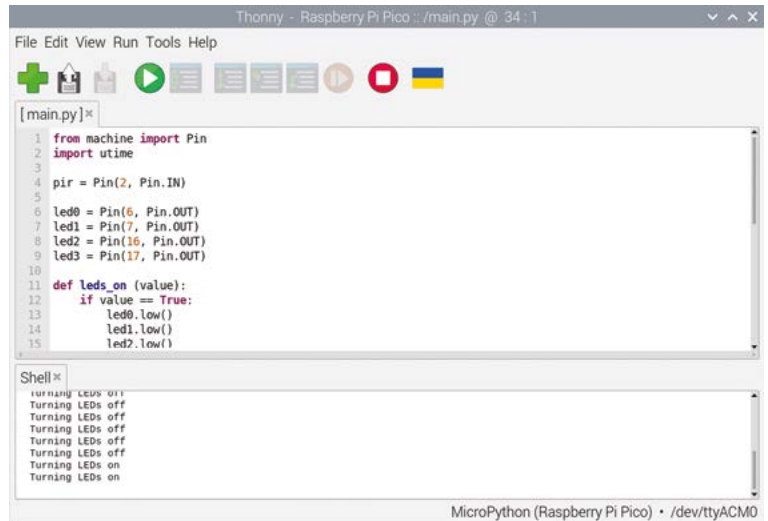 Thonny - Raspberry Pi Pico :: /main.py @ 34 : 1
File Edit View Run Tools Help
[ main.py ] ×
1 from machine import Pin
2 import utime
3
4 pir = Pin(2, Pin.IN)
5
6 led0 = Pin(6, Pin.OUT)
7 led1 = Pin(7, Pin.OUT)
8 led2 = Pin(16, Pin.OUT)
9 led3 = Pin(17, Pin.OUT)
10
11 def leds_on (value):
12 if value == True:
13 led0.low()
14 led1.low()
15 led2.low()
Shell ×
Turning LEDs off
Turning LEDs off
Turning LEDs off
Turning LEDs off
Turning LEDs off
Turning LEDs off
Turning LEDs on
Turning LEDs on
MicroPython (Raspberry Pi Pico) • /dev/ttyACM0